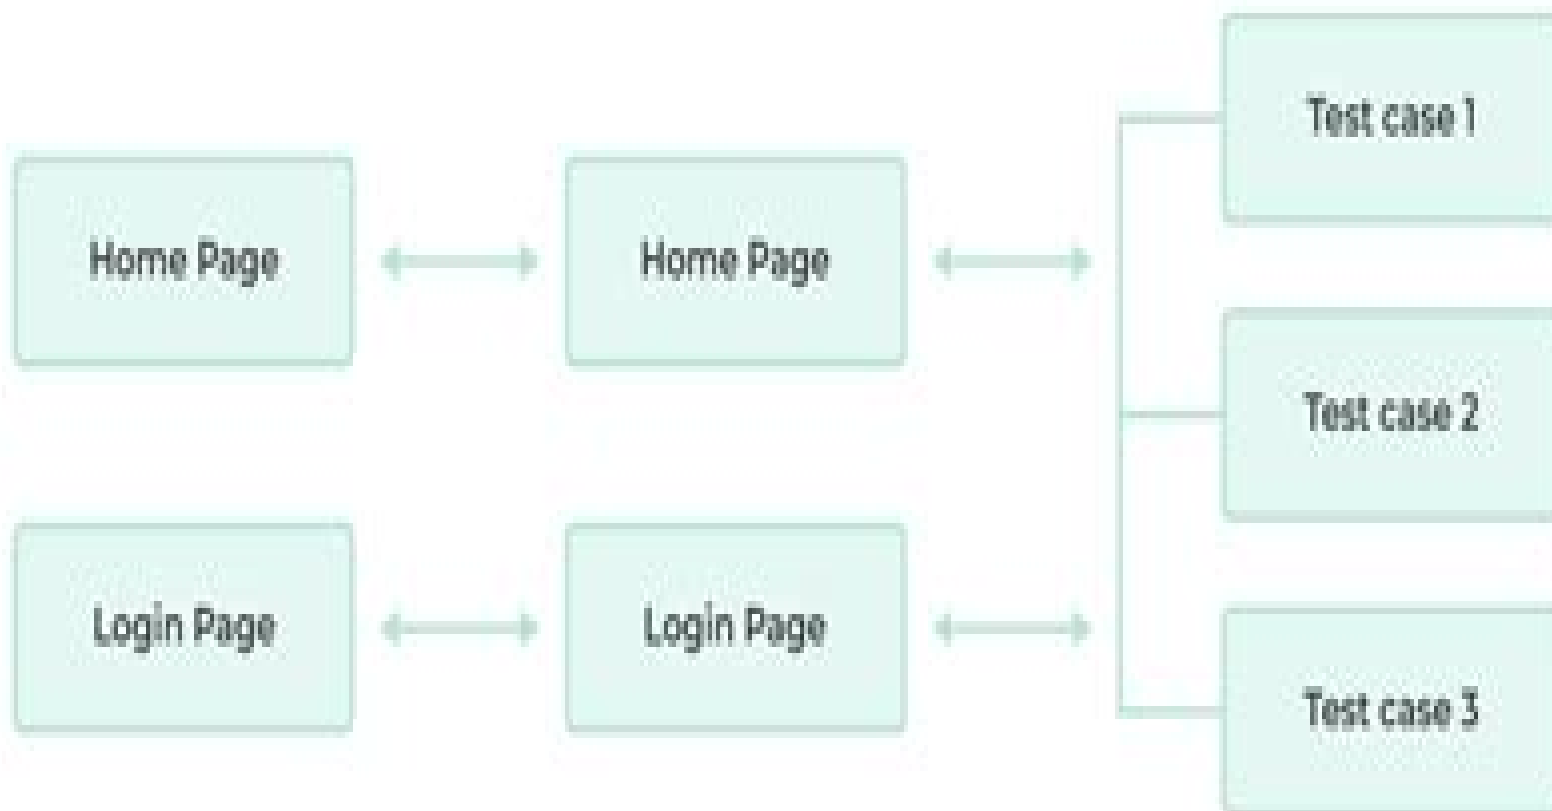 Test case 1
Home Page
Home Page
Test case 2
Login Page
Login Page
Test case 3